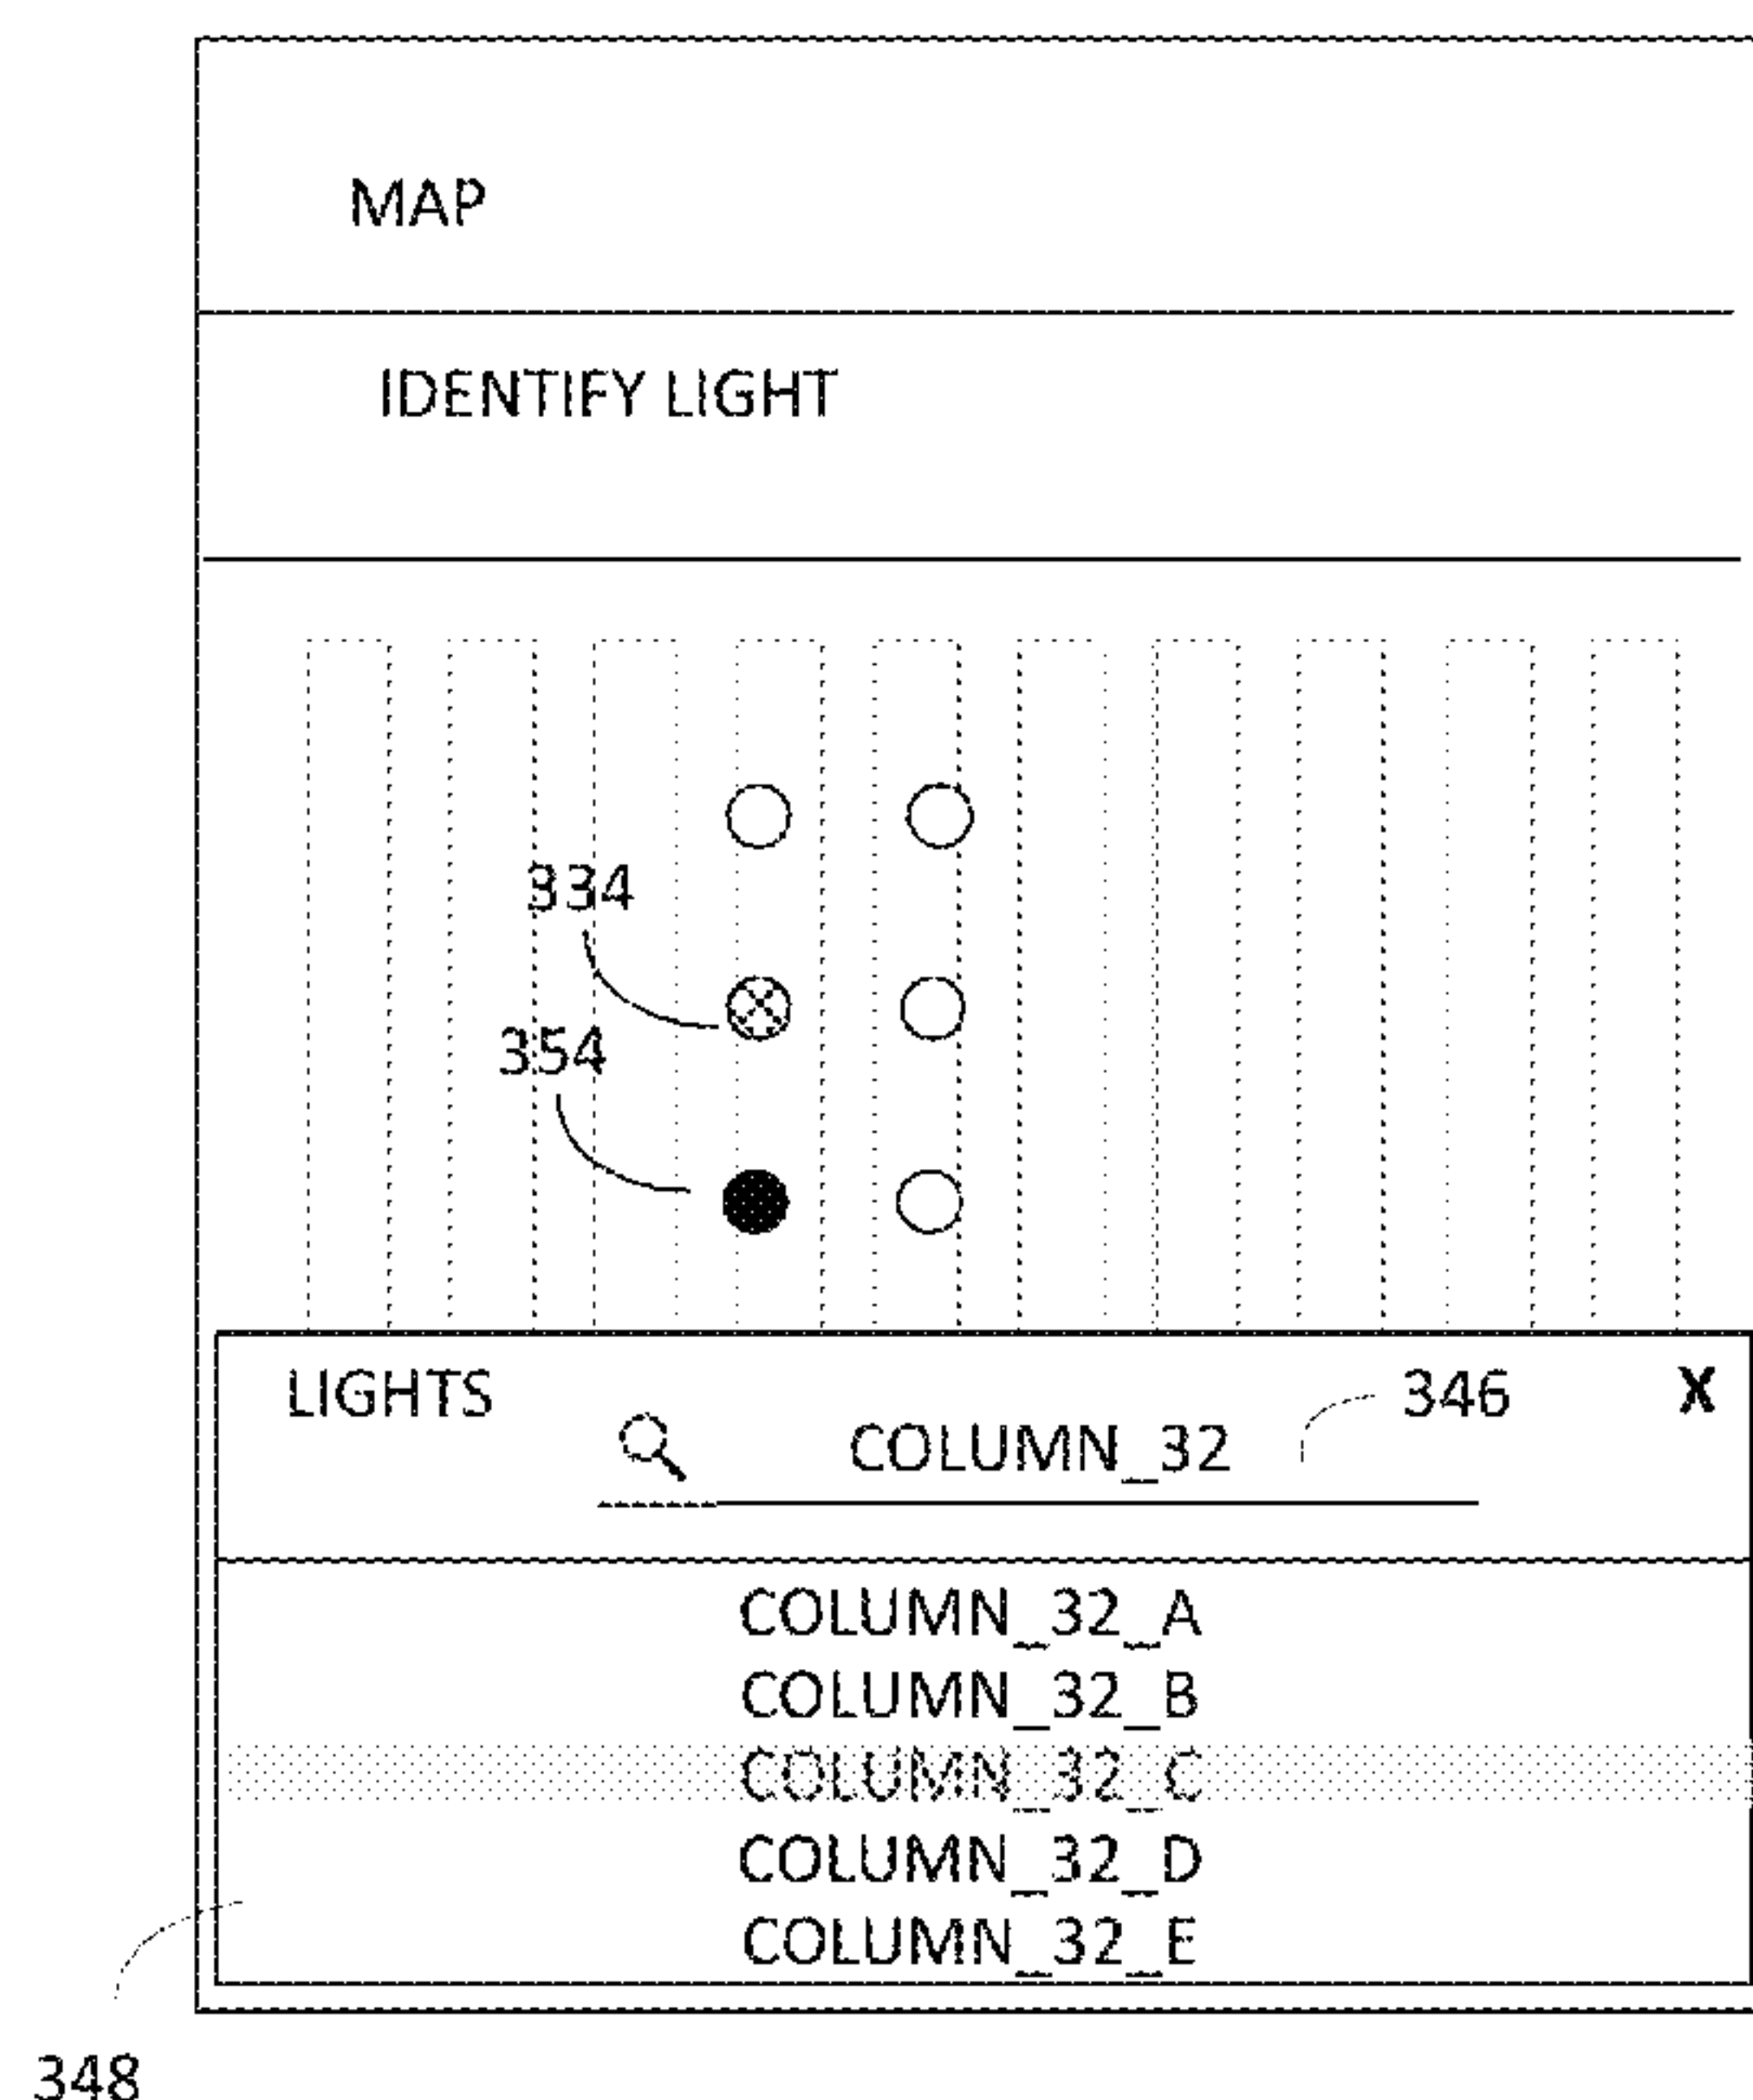 MAP
IDENTIFY LIGHT
334
354
LIGHTS
346
X
COLUMN_32
COLUMN_32_A
COLUMN_32_B
COLUMN_32_C
COLUMN_32_D
COLUMN_32_E
348